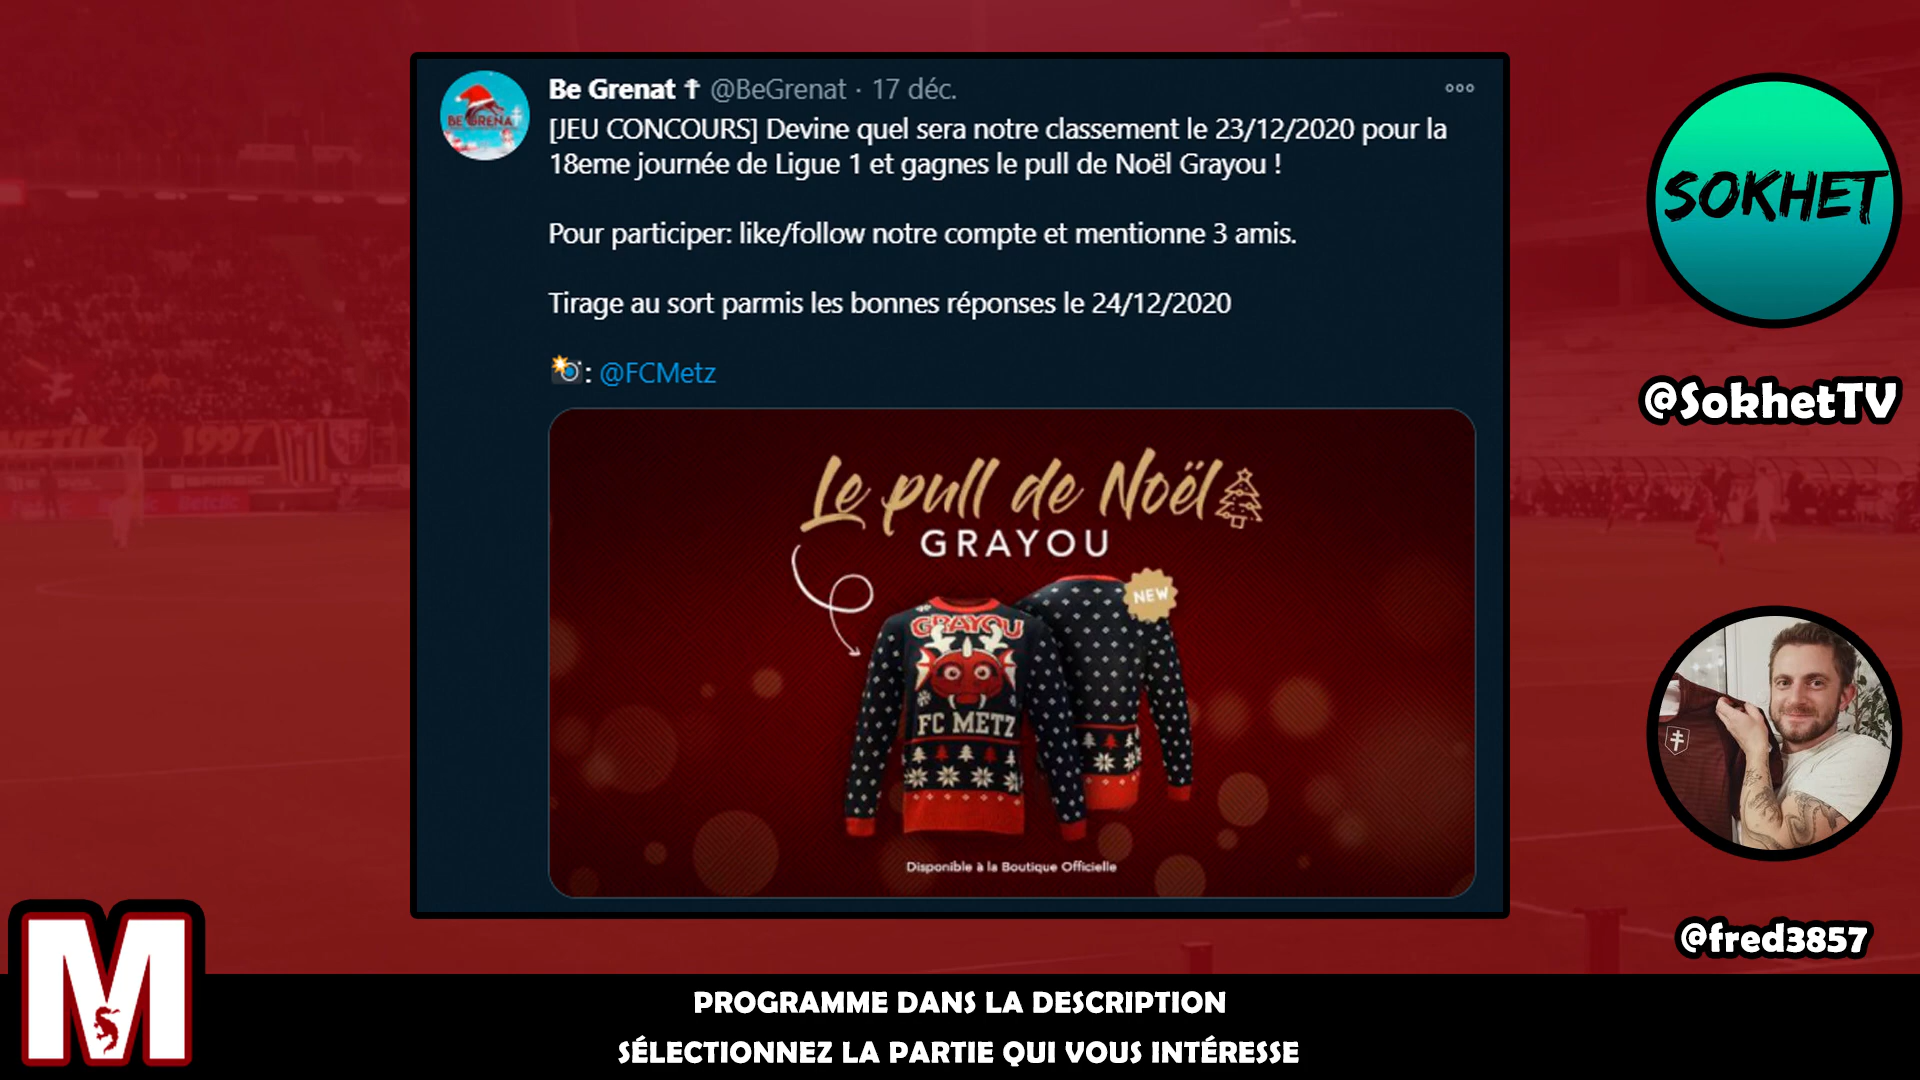 Be Grenat ☨ @BeGrenat · 17 déc.
[JEU CONCOURS] Devine quel sera notre classement le 23/12/2020 pour la
18eme journée de Ligue 1 et gagnes le pull de Noël Grayou !
Pour participer: like/follow notre compte et mentionne 3 amis.
Tirage au sort parmis les bonnes réponses le 24/12/2020
📸: @FCMetz
Le pull de Noël
GRAYOU
NEW
GRAYOU
FC METZ
Disponible à la Boutique Officielle
BE GRENAT
1997
SOKHET
@SokhetTV
@fred3857
M
PROGRAMME DANS LA DESCRIPTION
SÉLECTIONNEZ LA PARTIE QUI VOUS INTÉRESSE